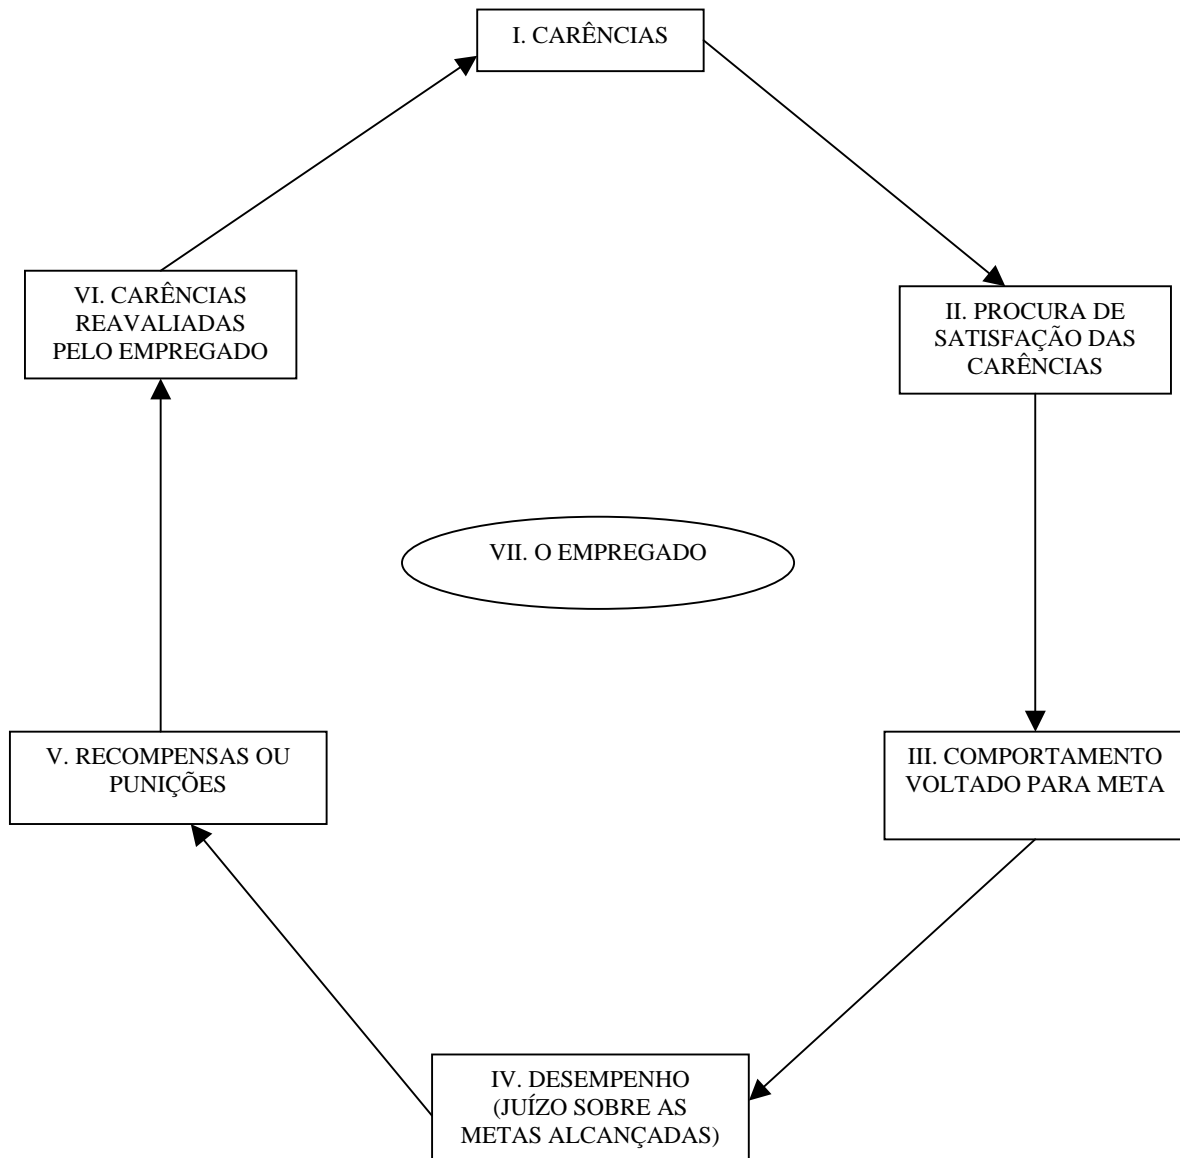 I. CARÊNCIAS
II. PROCURA DE
SATISFAÇÃO DAS
CARÊNCIAS
III. COMPORTAMENTO
VOLTADO PARA META
IV. DESEMPENHO
(JUÍZO SOBRE AS
METAS ALCANÇADAS)
V. RECOMPENSAS OU
PUNIÇÕES
VI. CARÊNCIAS
REAVALIADAS
PELO EMPREGADO
VII. O EMPREGADO